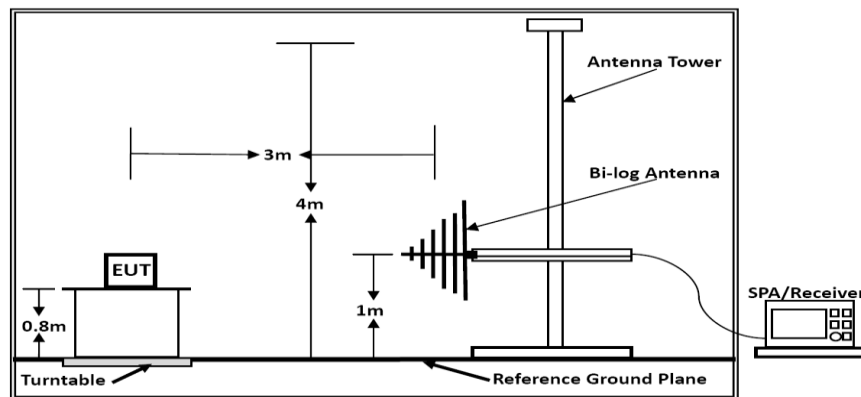 Antenna Tower
3m
Bi-log Antenna
4m
EUT
1m
0.8m
SPA/Receiver
Turntable
Reference Ground Plane